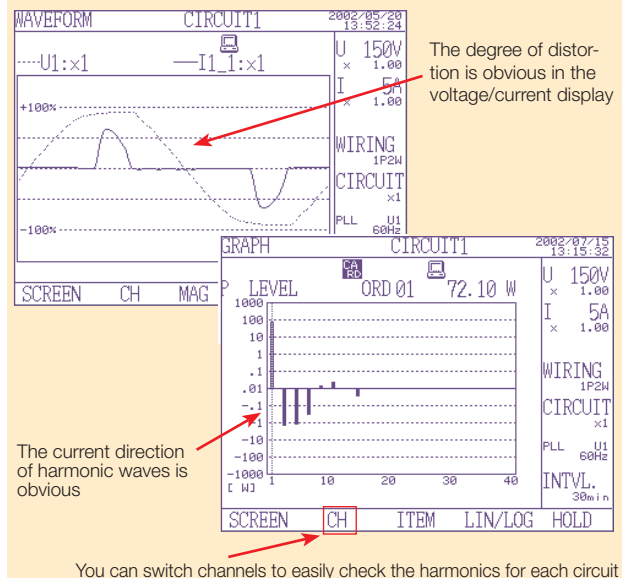 WAVEFORM CIRCUIT1 2002/05/20 13:52:24
----U1:×1 —I1_1:×1
U 150V
× 1.00
I 5A
× 1.00
+100%
-100%
WIRING
1P2W
CIRCUIT
×1
PLL U1
60Hz
SCREEN CH MAG
The degree of distor-
tion is obvious in the
voltage/current display
GRAPH CIRCUIT1 2002/07/15 13:15:32
CARD
P LEVEL ORD 01 72.10 W
1000
100
10
1
.1
.01
-.1
-1
-10
-100
-1000
[ W]
1 10 20 30 40
U 150V
× 1.00
I 5A
× 1.00
WIRING
1P2W
CIRCUIT
×1
PLL U1
60Hz
INTVL.
30min
SCREEN CH ITEM LIN/LOG HOLD
The current direction
of harmonic waves is
obvious
You can switch channels to easily check the harmonics for each circuit